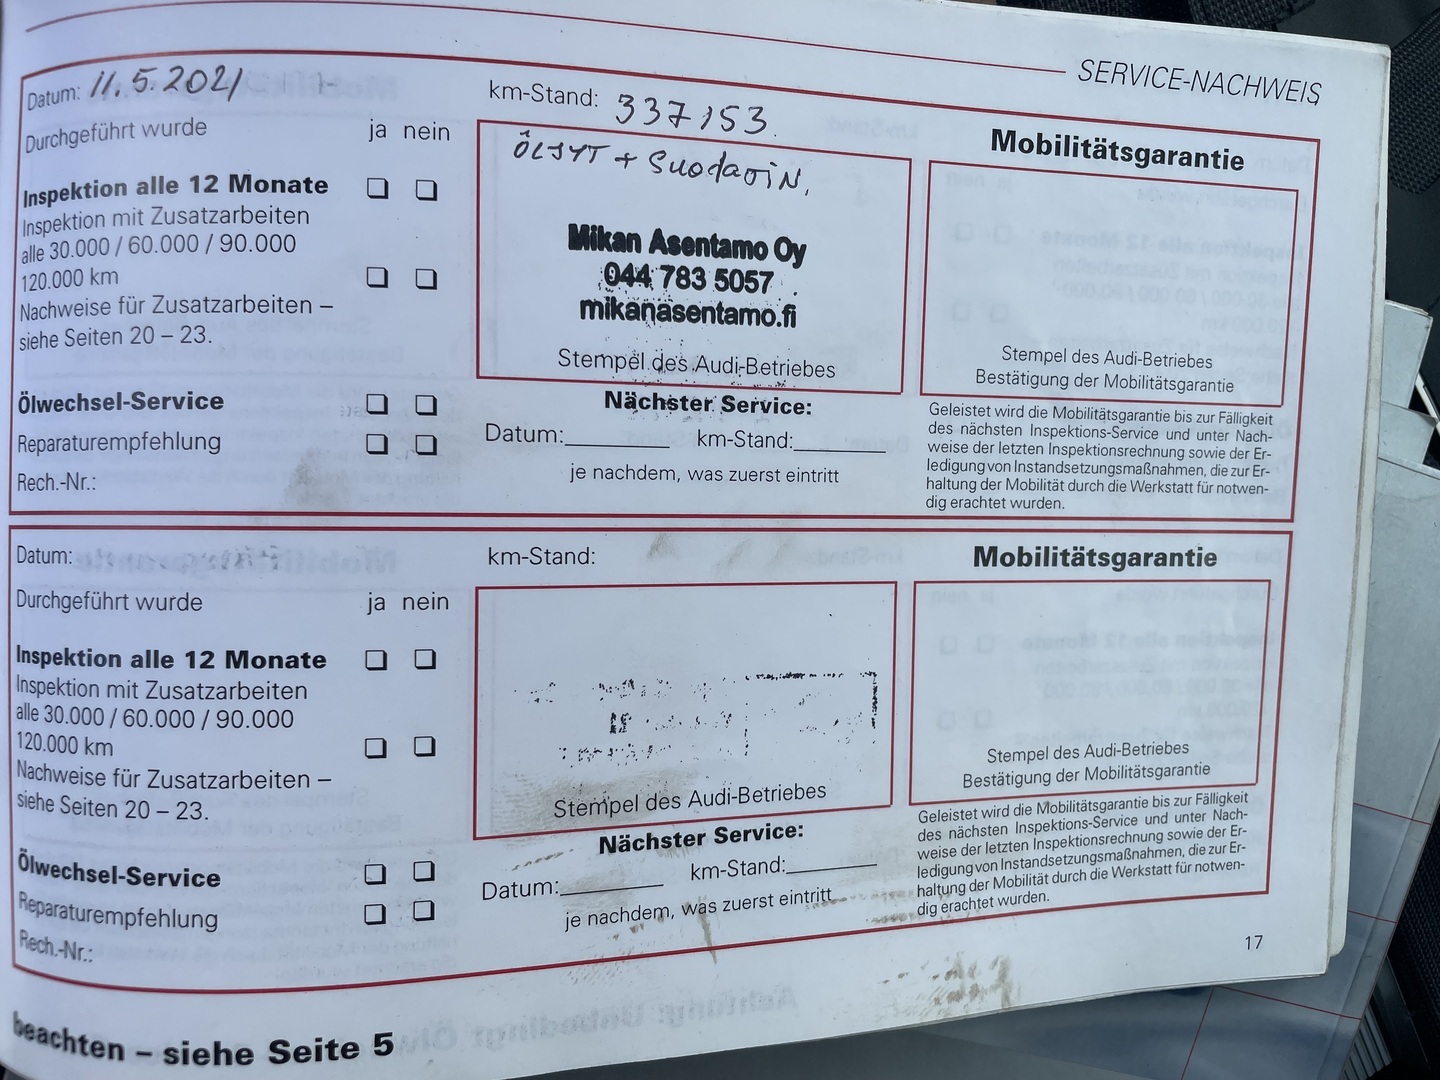 SERVICE-NACHWEIS
Datum: 11.5.2021
km-Stand: 337153
Durchgeführt wurde ja nein
Inspektion alle 12 Monate
Inspektion mit Zusatzarbeiten
alle 30.000 / 60.000 / 90.000
120.000 km
Nachweise für Zusatzarbeiten –
siehe Seiten 20 – 23.
Ölwechsel-Service
Reparaturempfehlung
Rech.-Nr.:
ÖLJYT + SuodatiN.
Mikan Asentamo Oy
044 783 5057
mikanasentamo.fi
Stempel des Audi-Betriebes
Nächster Service:
Datum: km-Stand:
je nachdem, was zuerst eintritt
Mobilitätsgarantie
Stempel des Audi-Betriebes
Bestätigung der Mobilitätsgarantie
Geleistet wird die Mobilitätsgarantie bis zur Fälligkeit
des nächsten Inspektions-Service und unter Nach-
weise der letzten Inspektionsrechnung sowie der Er-
ledigung von Instandsetzungsmaßnahmen, die zur Er-
haltung der Mobilität durch die Werkstatt für notwen-
dig erachtet wurden.
Datum:
km-Stand:
Durchgeführt wurde ja nein
Inspektion alle 12 Monate
Inspektion mit Zusatzarbeiten
alle 30.000 / 60.000 / 90.000
120.000 km
Nachweise für Zusatzarbeiten –
siehe Seiten 20 – 23.
Ölwechsel-Service
Reparaturempfehlung
Rech.-Nr.:
Stempel des Audi-Betriebes
Nächster Service:
Datum: km-Stand:
je nachdem, was zuerst eintritt
Mobilitätsgarantie
Stempel des Audi-Betriebes
Bestätigung der Mobilitätsgarantie
Geleistet wird die Mobilitätsgarantie bis zur Fälligkeit
des nächsten Inspektions-Service und unter Nach-
weise der letzten Inspektionsrechnung sowie der Er-
ledigung von Instandsetzungsmaßnahmen, die zur Er-
haltung der Mobilität durch die Werkstatt für notwen-
dig erachtet wurden.
17
beachten – siehe Seite 5